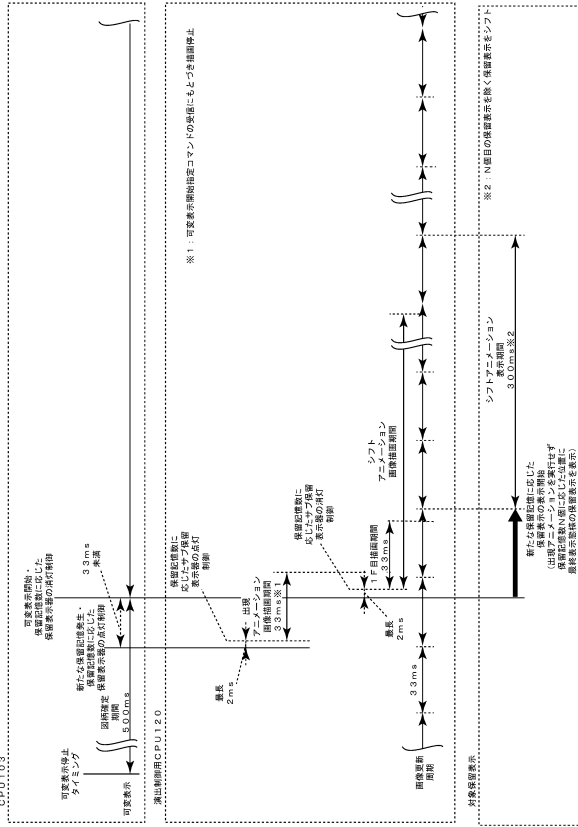 CPU103
可変表示停止
タイミング
可変表示
図柄確定
期間
500ms
新たな保留記憶発生・
保留記憶数に応じた
保留表示器の点灯制御
33ms
未満
可変表示開始・
保留記憶数に応じた
保留表示器の消灯制御
演出制御用CPU120
最長
2ms
保留記憶数に
応じたサブ保留
表示器の点灯
制御
出現
アニメーション
画像描画期間
33ms※1
最長
2ms
保留記憶数に
応じたサブ保留
表示器の消灯
制御
1F目描画期間
33ms
シフト
アニメーション
画像描画期間
※1:可変表示開始指定コマンドの受信にもとづき描画停止
画像更新
周期
33ms
対象保留表示
新たな保留記憶に応じた
保留表示の表示開始
(出現アニメーションを実行せず
保留記憶数N個に応じた位置に
最終表示態様の保留表示を表示)
シフトアニメーション
表示期間
300ms※2
※2:N個目の保留表示を除く保留表示をシフト